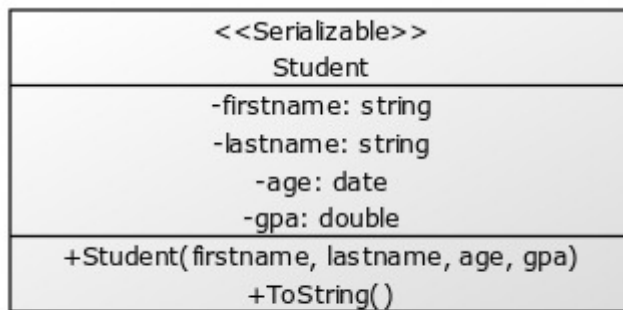 <<Serializable>>
Student
-firstname: string
-lastname: string
-age: date
-gpa: double
+Student(firstname, lastname, age, gpa)
+ToString()